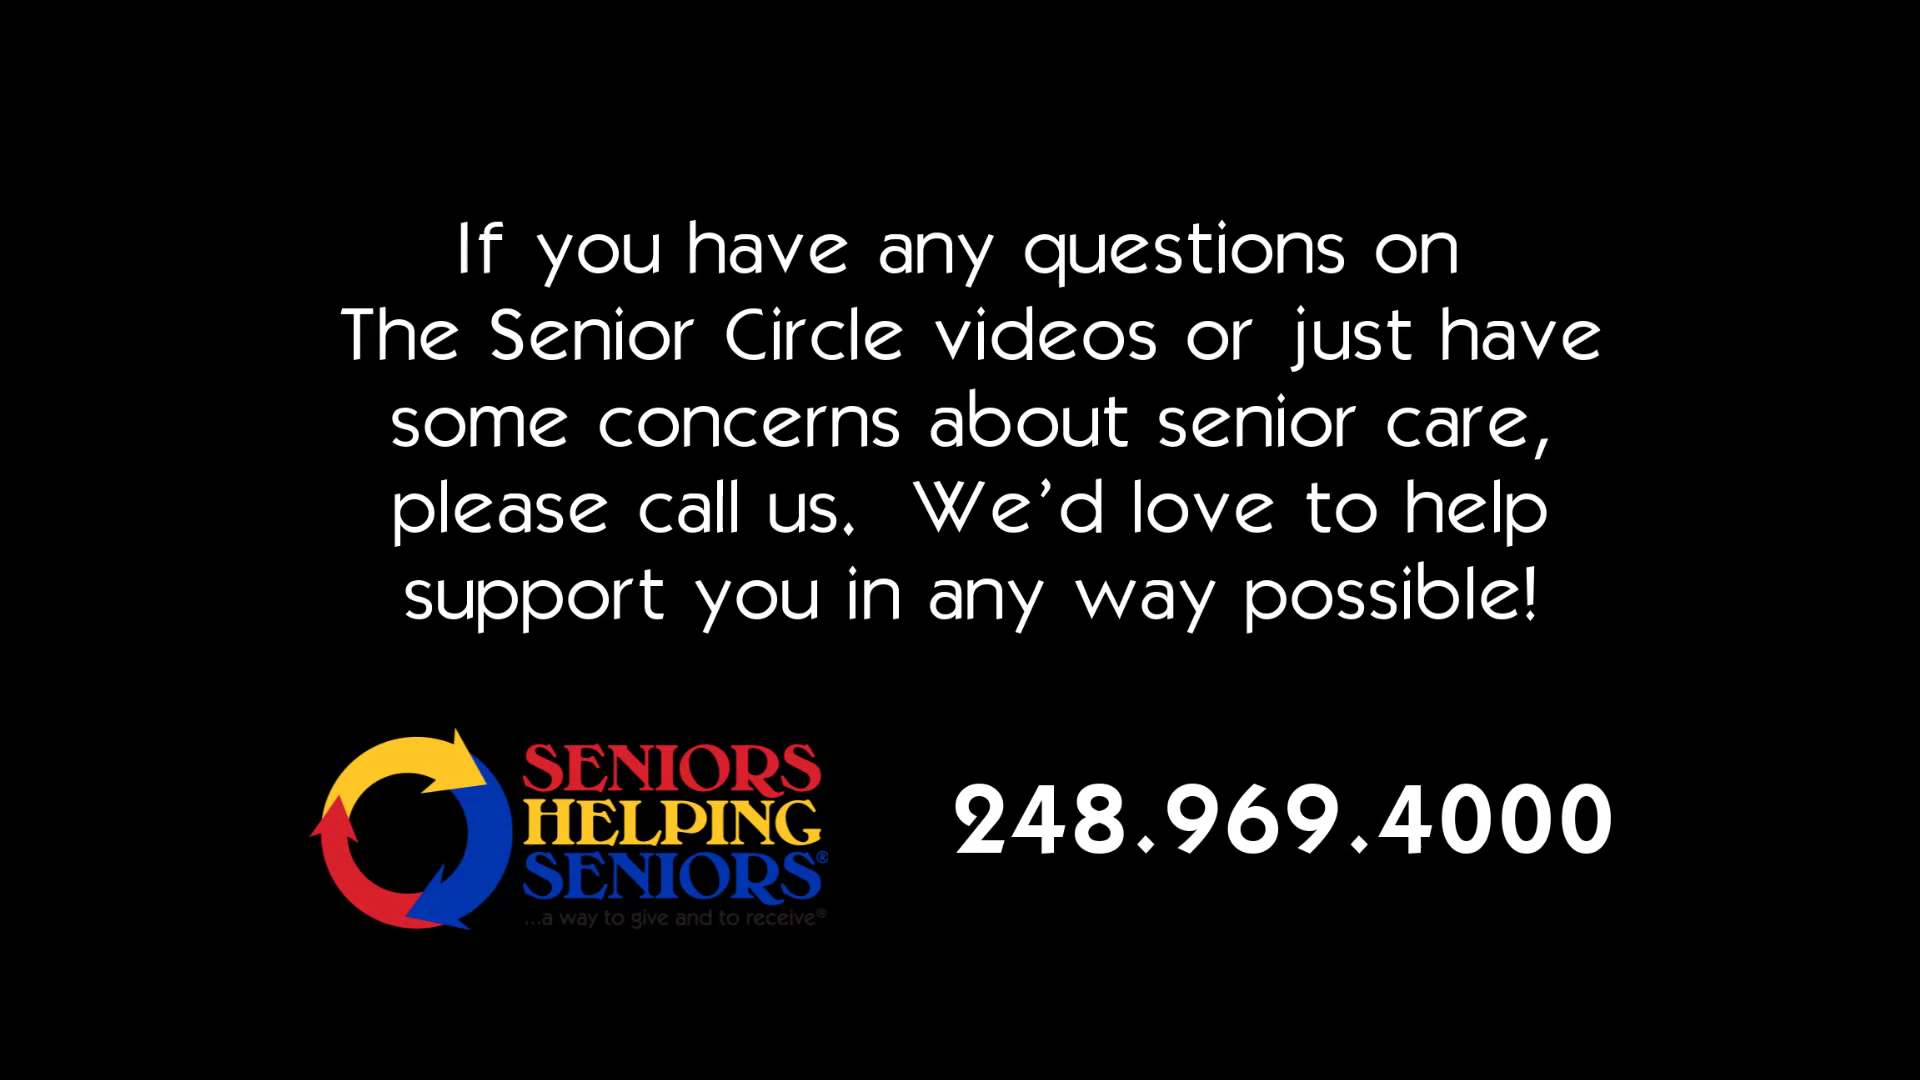 If you have any questions on
The Senior Circle videos or just have
some concerns about senior care,
please call us.  We'd love to help
support you in any way possible!
SENIORS
HELPING
SENIORS®
...a way to give and to receive®
248.969.4000